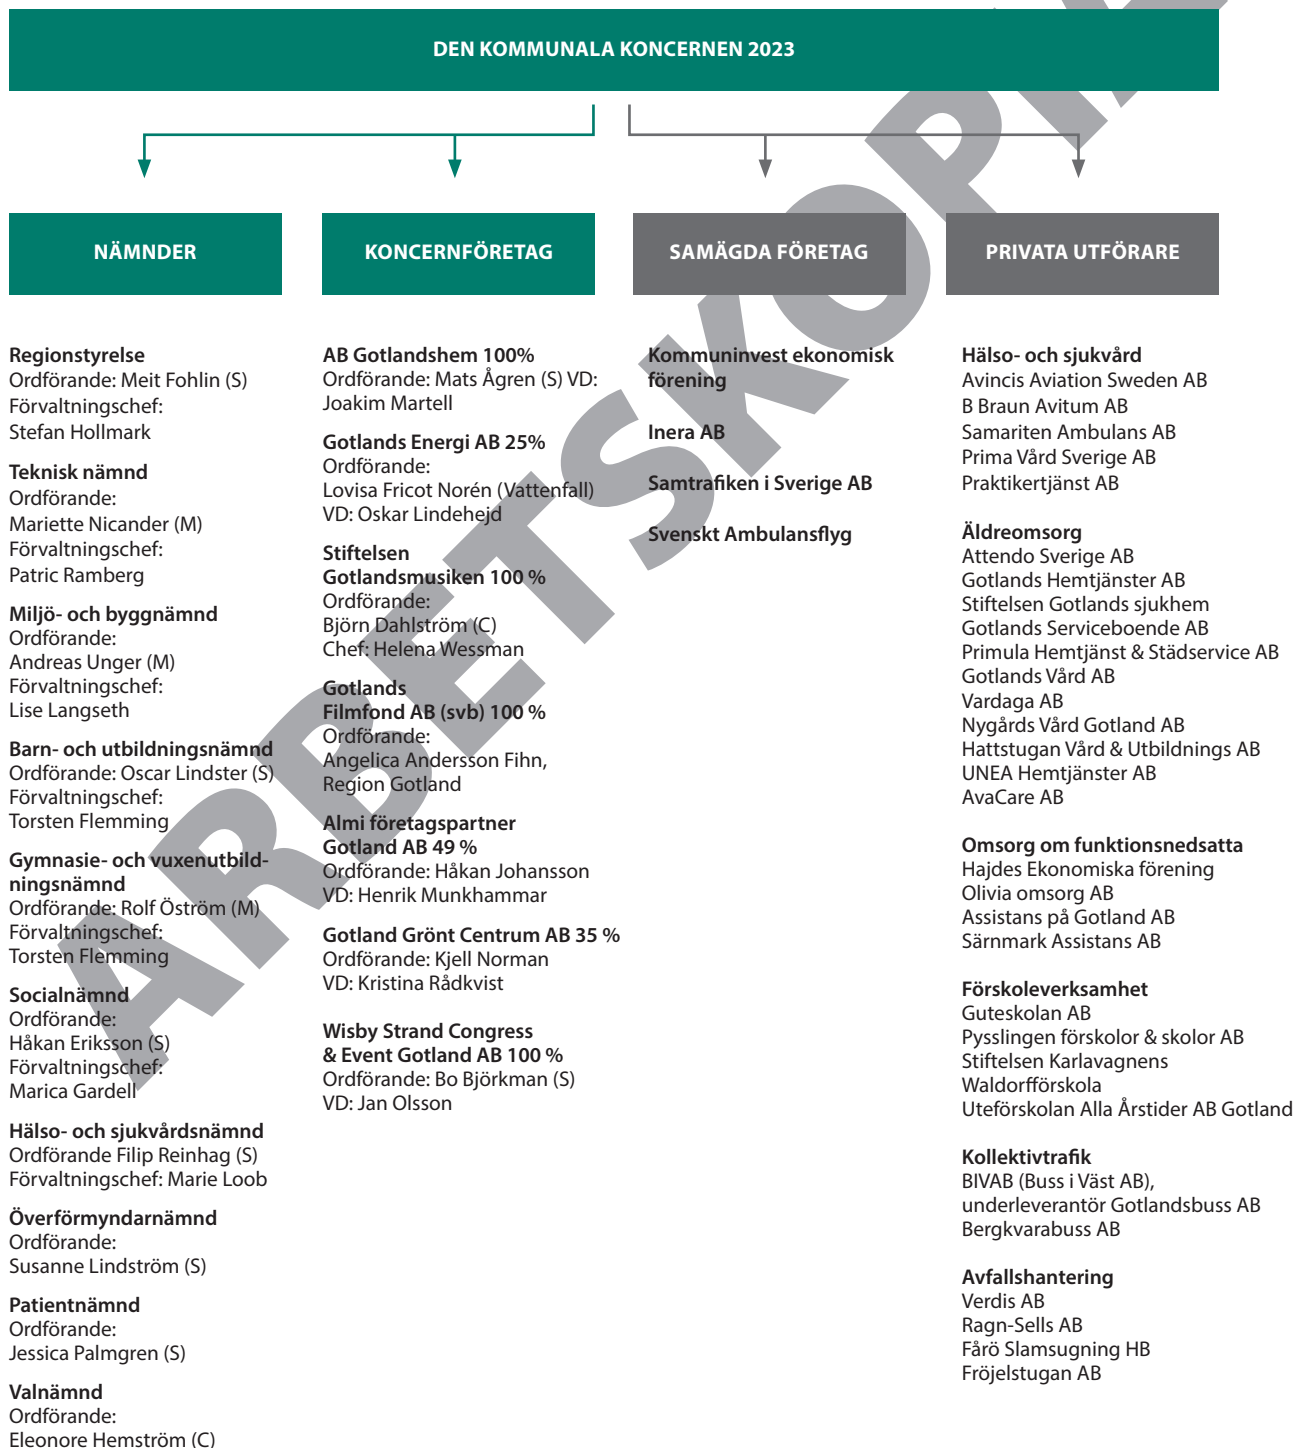 DEN KOMMUNALA KONCERNEN 2023
NÄMNDER
Regionstyrelse
Ordförande: Meit Fohlin (S)
Förvaltningschef:
Stefan Hollmark
Teknisk nämnd
Ordförande:
Mariette Nicander (M)
Förvaltningschef:
Patric Ramberg
Miljö- och byggnämnd
Ordförande:
Andreas Unger (M)
Förvaltningschef:
Lise Langseth
Barn- och utbildningsnämnd
Ordförande: Oscar Lindster (S)
Förvaltningschef:
Torsten Flemming
Gymnasie- och vuxenutbild-
ningsnämnd
Ordförande: Rolf Öström (M)
Förvaltningschef:
Torsten Flemming
Socialnämnd
Ordförande:
Håkan Eriksson (S)
Förvaltningschef:
Marica Gardell
Hälso- och sjukvårdsnämnd
Ordförande Filip Reinhag (S)
Förvaltningschef: Marie Loob
Överförmyndarnämnd
Ordförande:
Susanne Lindström (S)
Patientnämnd
Ordförande:
Jessica Palmgren (S)
Valnämnd
Ordförande:
Eleonore Hemström (C)
KONCERNFÖRETAG
AB Gotlandshem 100%
Ordförande: Mats Ågren (S) VD:
Joakim Martell
Gotlands Energi AB 25%
Ordförande:
Lovisa Fricot Norén (Vattenfall)
VD: Oskar Lindehejd
Stiftelsen
Gotlandsmusiken 100 %
Ordförande:
Björn Dahlström (C)
Chef: Helena Wessman
Gotlands
Filmfond AB (svb) 100 %
Ordförande:
Angelica Andersson Fihn,
Region Gotland
Almi företagspartner
Gotland AB 49 %
Ordförande: Håkan Johansson
VD: Henrik Munkhammar
Gotland Grönt Centrum AB 35 %
Ordförande: Kjell Norman
VD: Kristina Rådkvist
Wisby Strand Congress
& Event Gotland AB 100 %
Ordförande: Bo Björkman (S)
VD: Jan Olsson
SAMÄGDA FÖRETAG
Kommuninvest ekonomisk
förening
Inera AB
Samtrafiken i Sverige AB
Svenskt Ambulansflyg
PRIVATA UTFÖRARE
Hälso- och sjukvård
Avincis Aviation Sweden AB
B Braun Avitum AB
Samariten Ambulans AB
Prima Vård Sverige AB
Praktikertjänst AB
Äldreomsorg
Attendo Sverige AB
Gotlands Hemtjänster AB
Stiftelsen Gotlands sjukhem
Gotlands Serviceboende AB
Primula Hemtjänst & Städservice AB
Gotlands Vård AB
Vardaga AB
Nygårds Vård Gotland AB
Hattstugan Vård & Utbildnings AB
UNEA Hemtjänster AB
AvaCare AB
Omsorg om funktionsnedsatta
Hajdes Ekonomiska förening
Olivia omsorg AB
Assistans på Gotland AB
Särnmark Assistans AB
Förskoleverksamhet
Guteskolan AB
Pysslingen förskolor & skolor AB
Stiftelsen Karlavagnens
Waldorfförskola
Uteförskolan Alla Årstider AB Gotland
Kollektivtrafik
BIVAB (Buss i Väst AB),
underleverantör Gotlandsbuss AB
Bergkvarabuss AB
Avfallshantering
Verdis AB
Ragn-Sells AB
Fårö Slamsugning HB
Fröjelstugan AB
ARBETSKOPIA